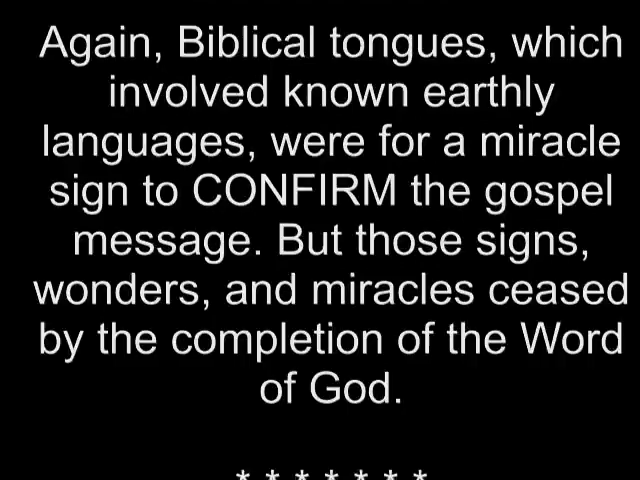 Again, Biblical tongues, which
involved known earthly
languages, were for a miracle
sign to CONFIRM the gospel
message. But those signs,
wonders, and miracles ceased
by the completion of the Word
of God.
* * * * * * *